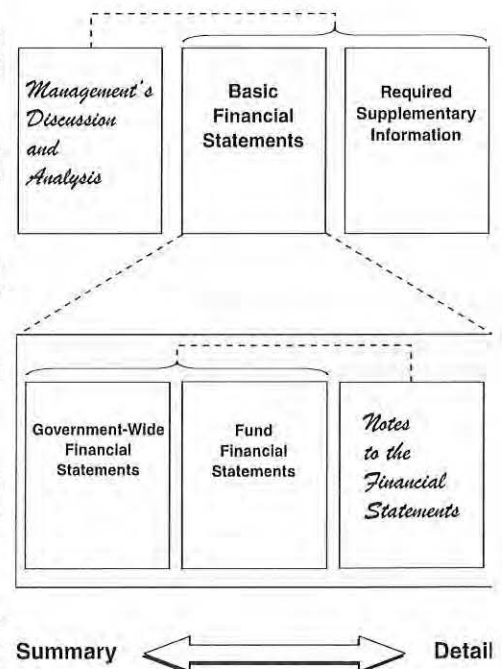 Management's
Discussion
and
Analysis
Basic
Financial
Statements
Required
Supplementary
Information
Government-Wide
Financial
Statements
Fund
Financial
Statements
Notes
to the
Financial
Statements
Summary
Detail